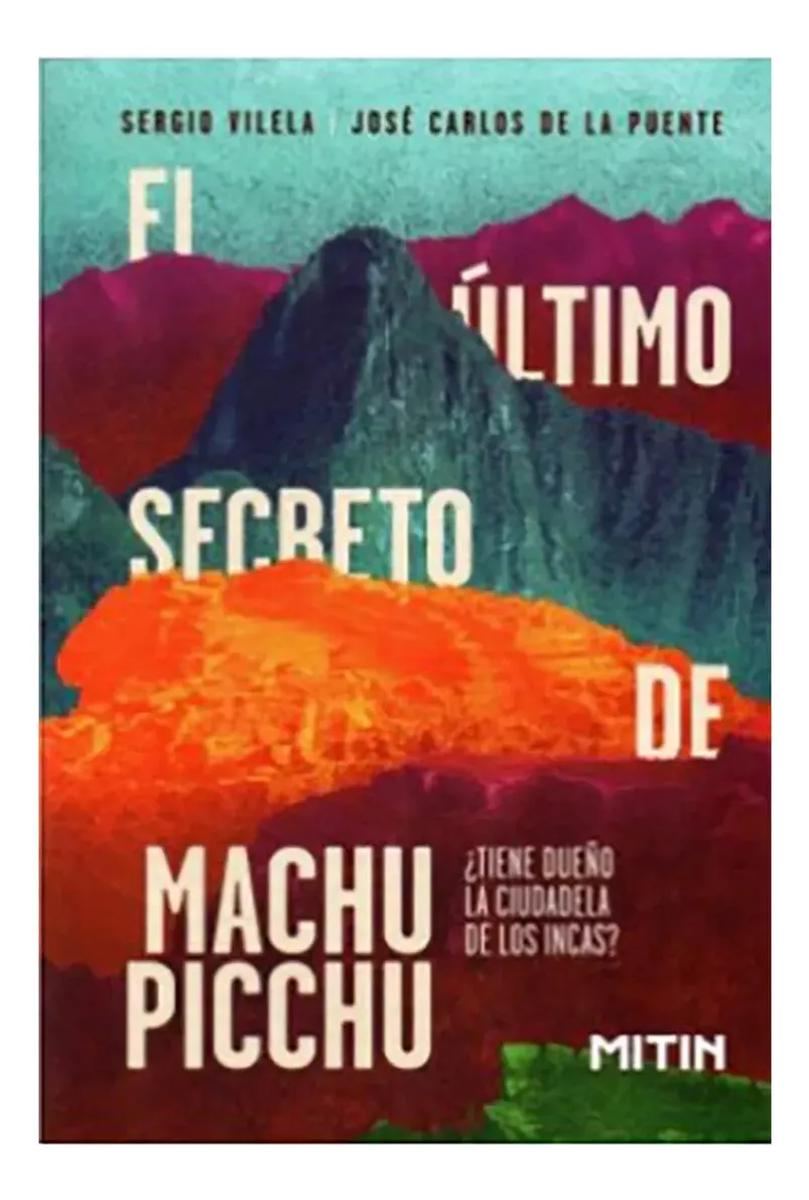 SERGIO VILELA | JOSÉ CARLOS DE LA PUENTE
EL
ÚLTIMO
SECRETO
DE
MACHU
PICCHU
¿TIENE DUEÑO
LA CIUDADELA
DE LOS INCAS?
MITIN